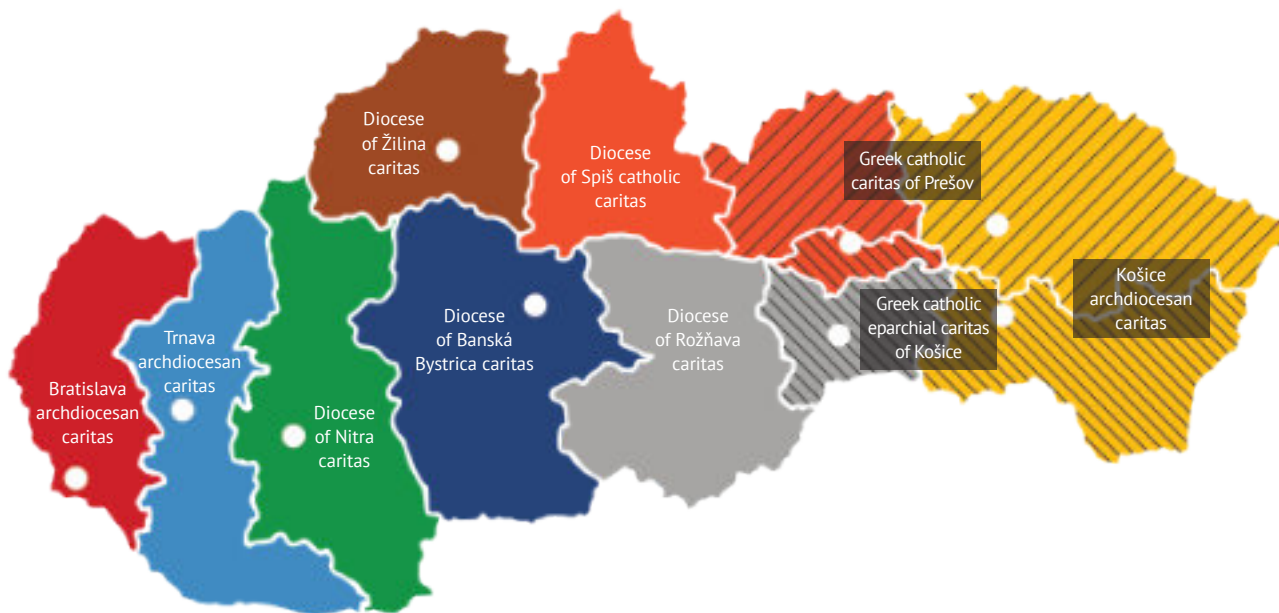 Diocese
of Žilina
caritas
Diocese
of Spiš catholic
caritas
Greek catholic
caritas of Prešov
Košice
archdiocesan
caritas
Greek catholic
eparchial caritas
of Košice
Diocese
of Rožňava
caritas
Diocese
of Banská
Bystrica caritas
Trnava
archdiocesan
caritas
Bratislava
archdiocesan
caritas
Diocese
of Nitra
caritas